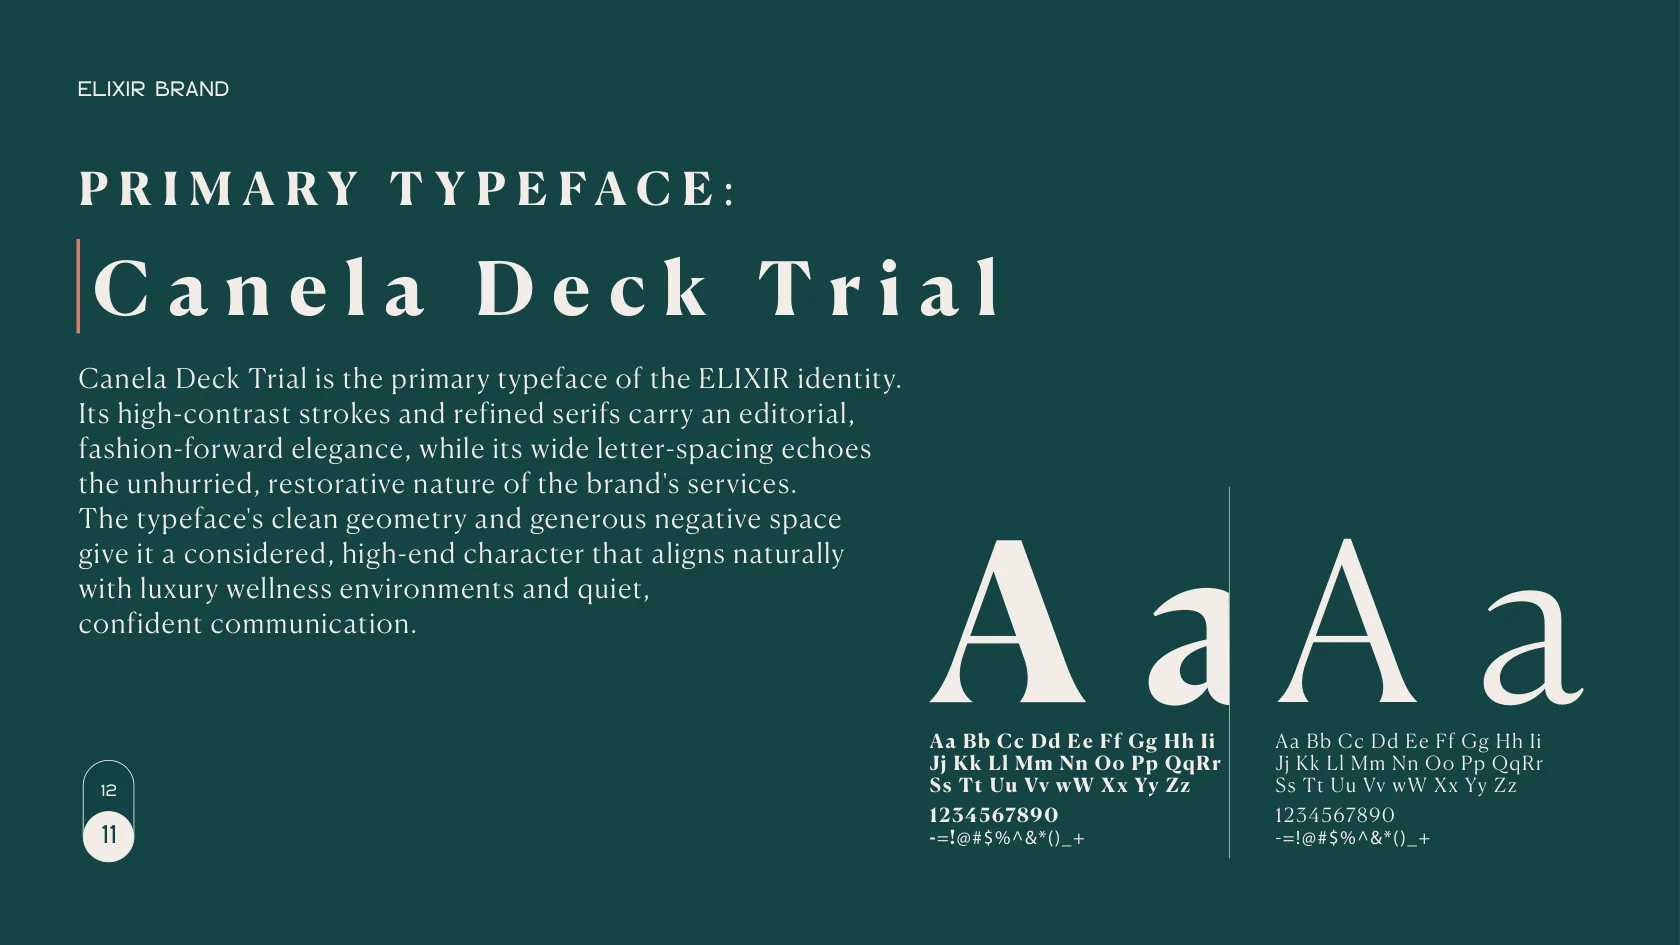 ELIXIR BRAND
PRIMARY TYPEFACE:
Canela Deck Trial
Canela Deck Trial is the primary typeface of the ELIXIR identity.
Its high-contrast strokes and refined serifs carry an editorial,
fashion-forward elegance, while its wide letter-spacing echoes
the unhurried, restorative nature of the brand's services.
The typeface's clean geometry and generous negative space
give it a considered, high-end character that aligns naturally
with luxury wellness environments and quiet,
confident communication.
A a
Aa Bb Cc Dd Ee Ff Gg Hh Ii
Jj Kk Ll Mm Nn Oo Pp QqRr
Ss Tt Uu Vv wW Xx Yy Zz
1234567890
-=!@#$%^&*()_+
A a
Aa Bb Cc Dd Ee Ff Gg Hh Ii
Jj Kk Ll Mm Nn Oo Pp QqRr
Ss Tt Uu Vv wW Xx Yy Zz
1234567890
-=!@#$%^&*()_+
12
11